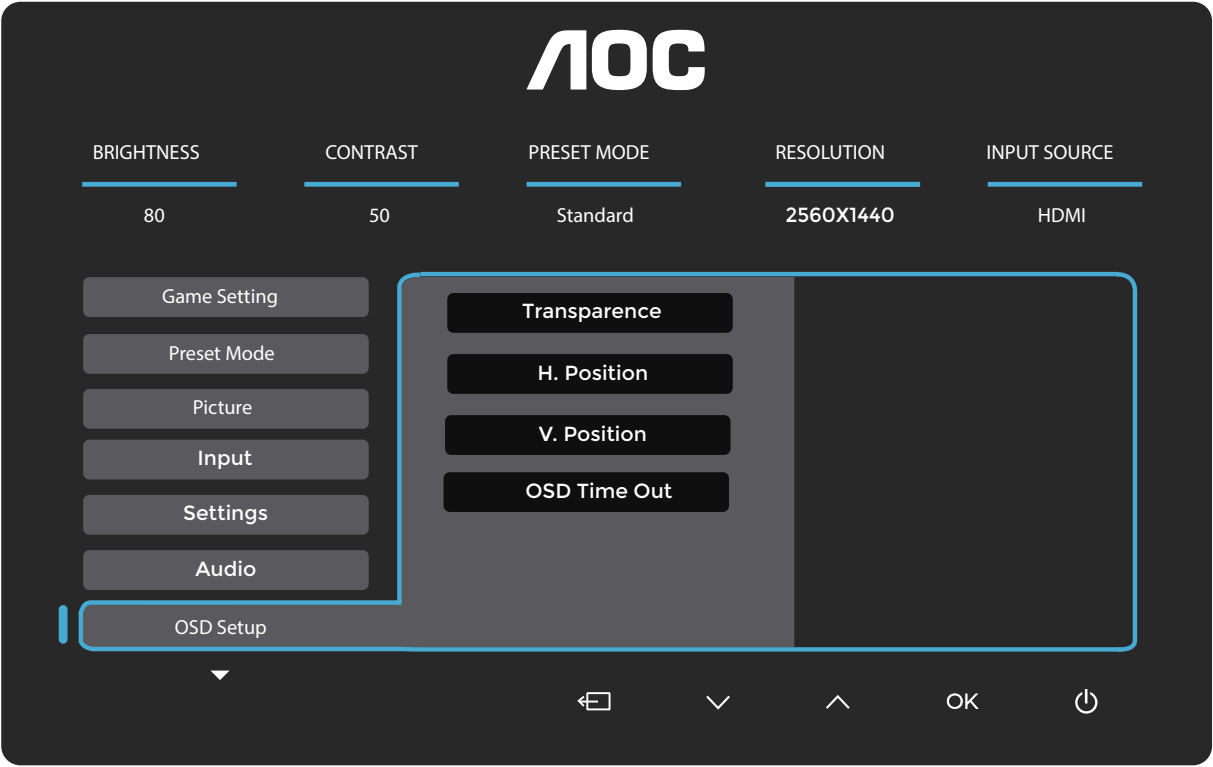 AOC
BRIGHTNESS CONTRAST PRESET MODE RESOLUTION INPUT SOURCE
80 50 Standard 2560X1440 HDMI
Game Setting
Preset Mode
Picture
Input
Settings
Audio
OSD Setup
Transparence
H. Position
V. Position
OSD Time Out
OK